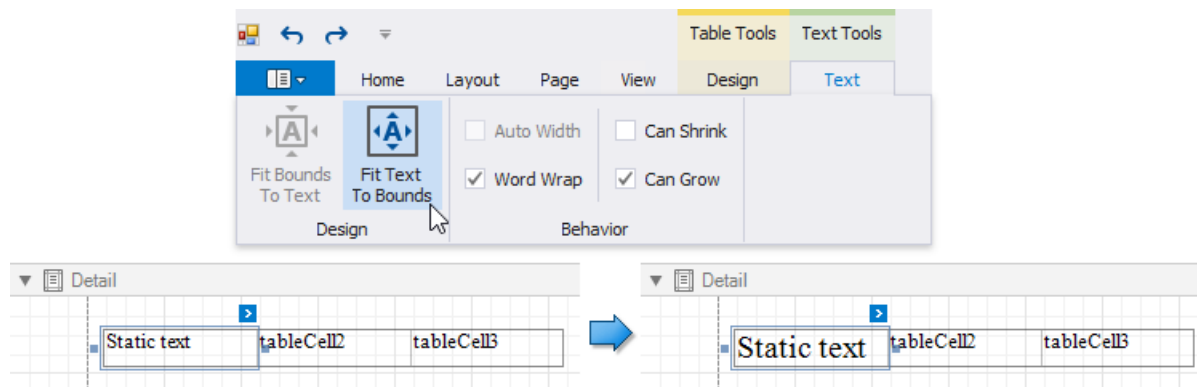 Table Tools Text Tools
Home Layout Page View Design Text
A A
Fit Bounds Fit Text
To Text To Bounds
Auto Width Can Shrink
Word Wrap Can Grow
Design Behavior
Detail Detail
Static text tableCell2 tableCell3 Static text tableCell2 tableCell3